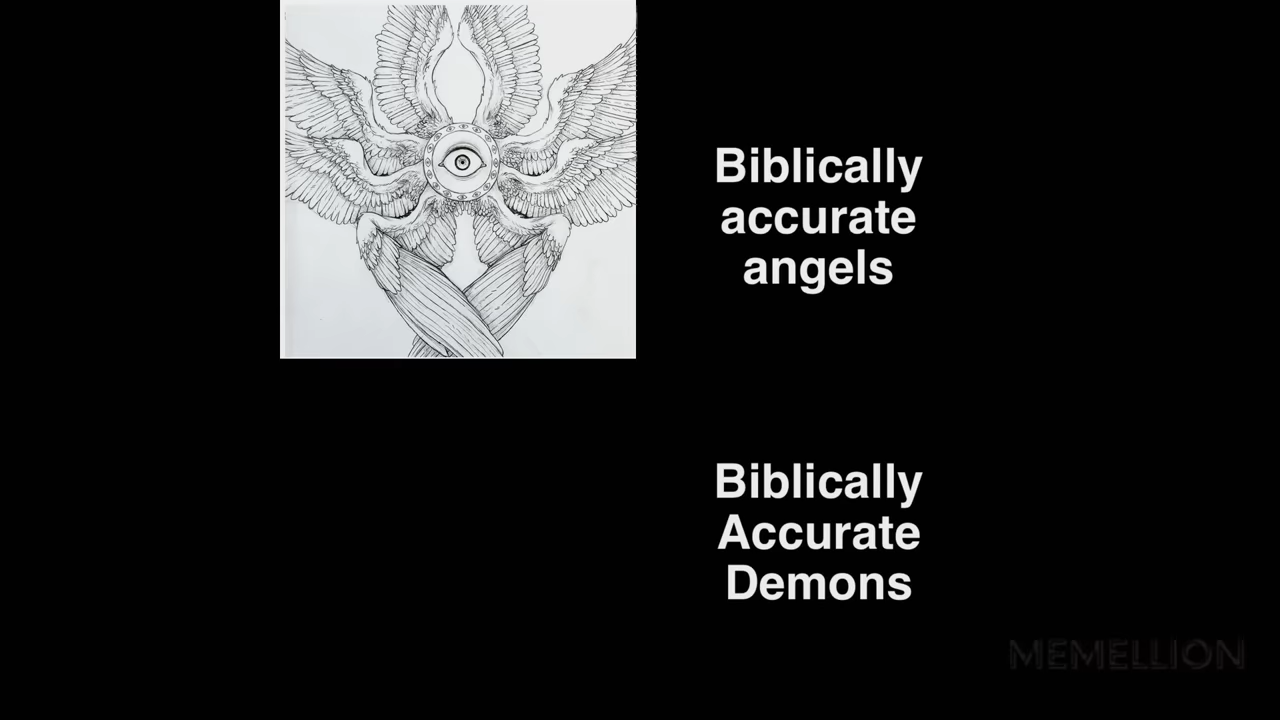 Biblically
accurate
angels
Biblically
Accurate
Demons
MEMELLION